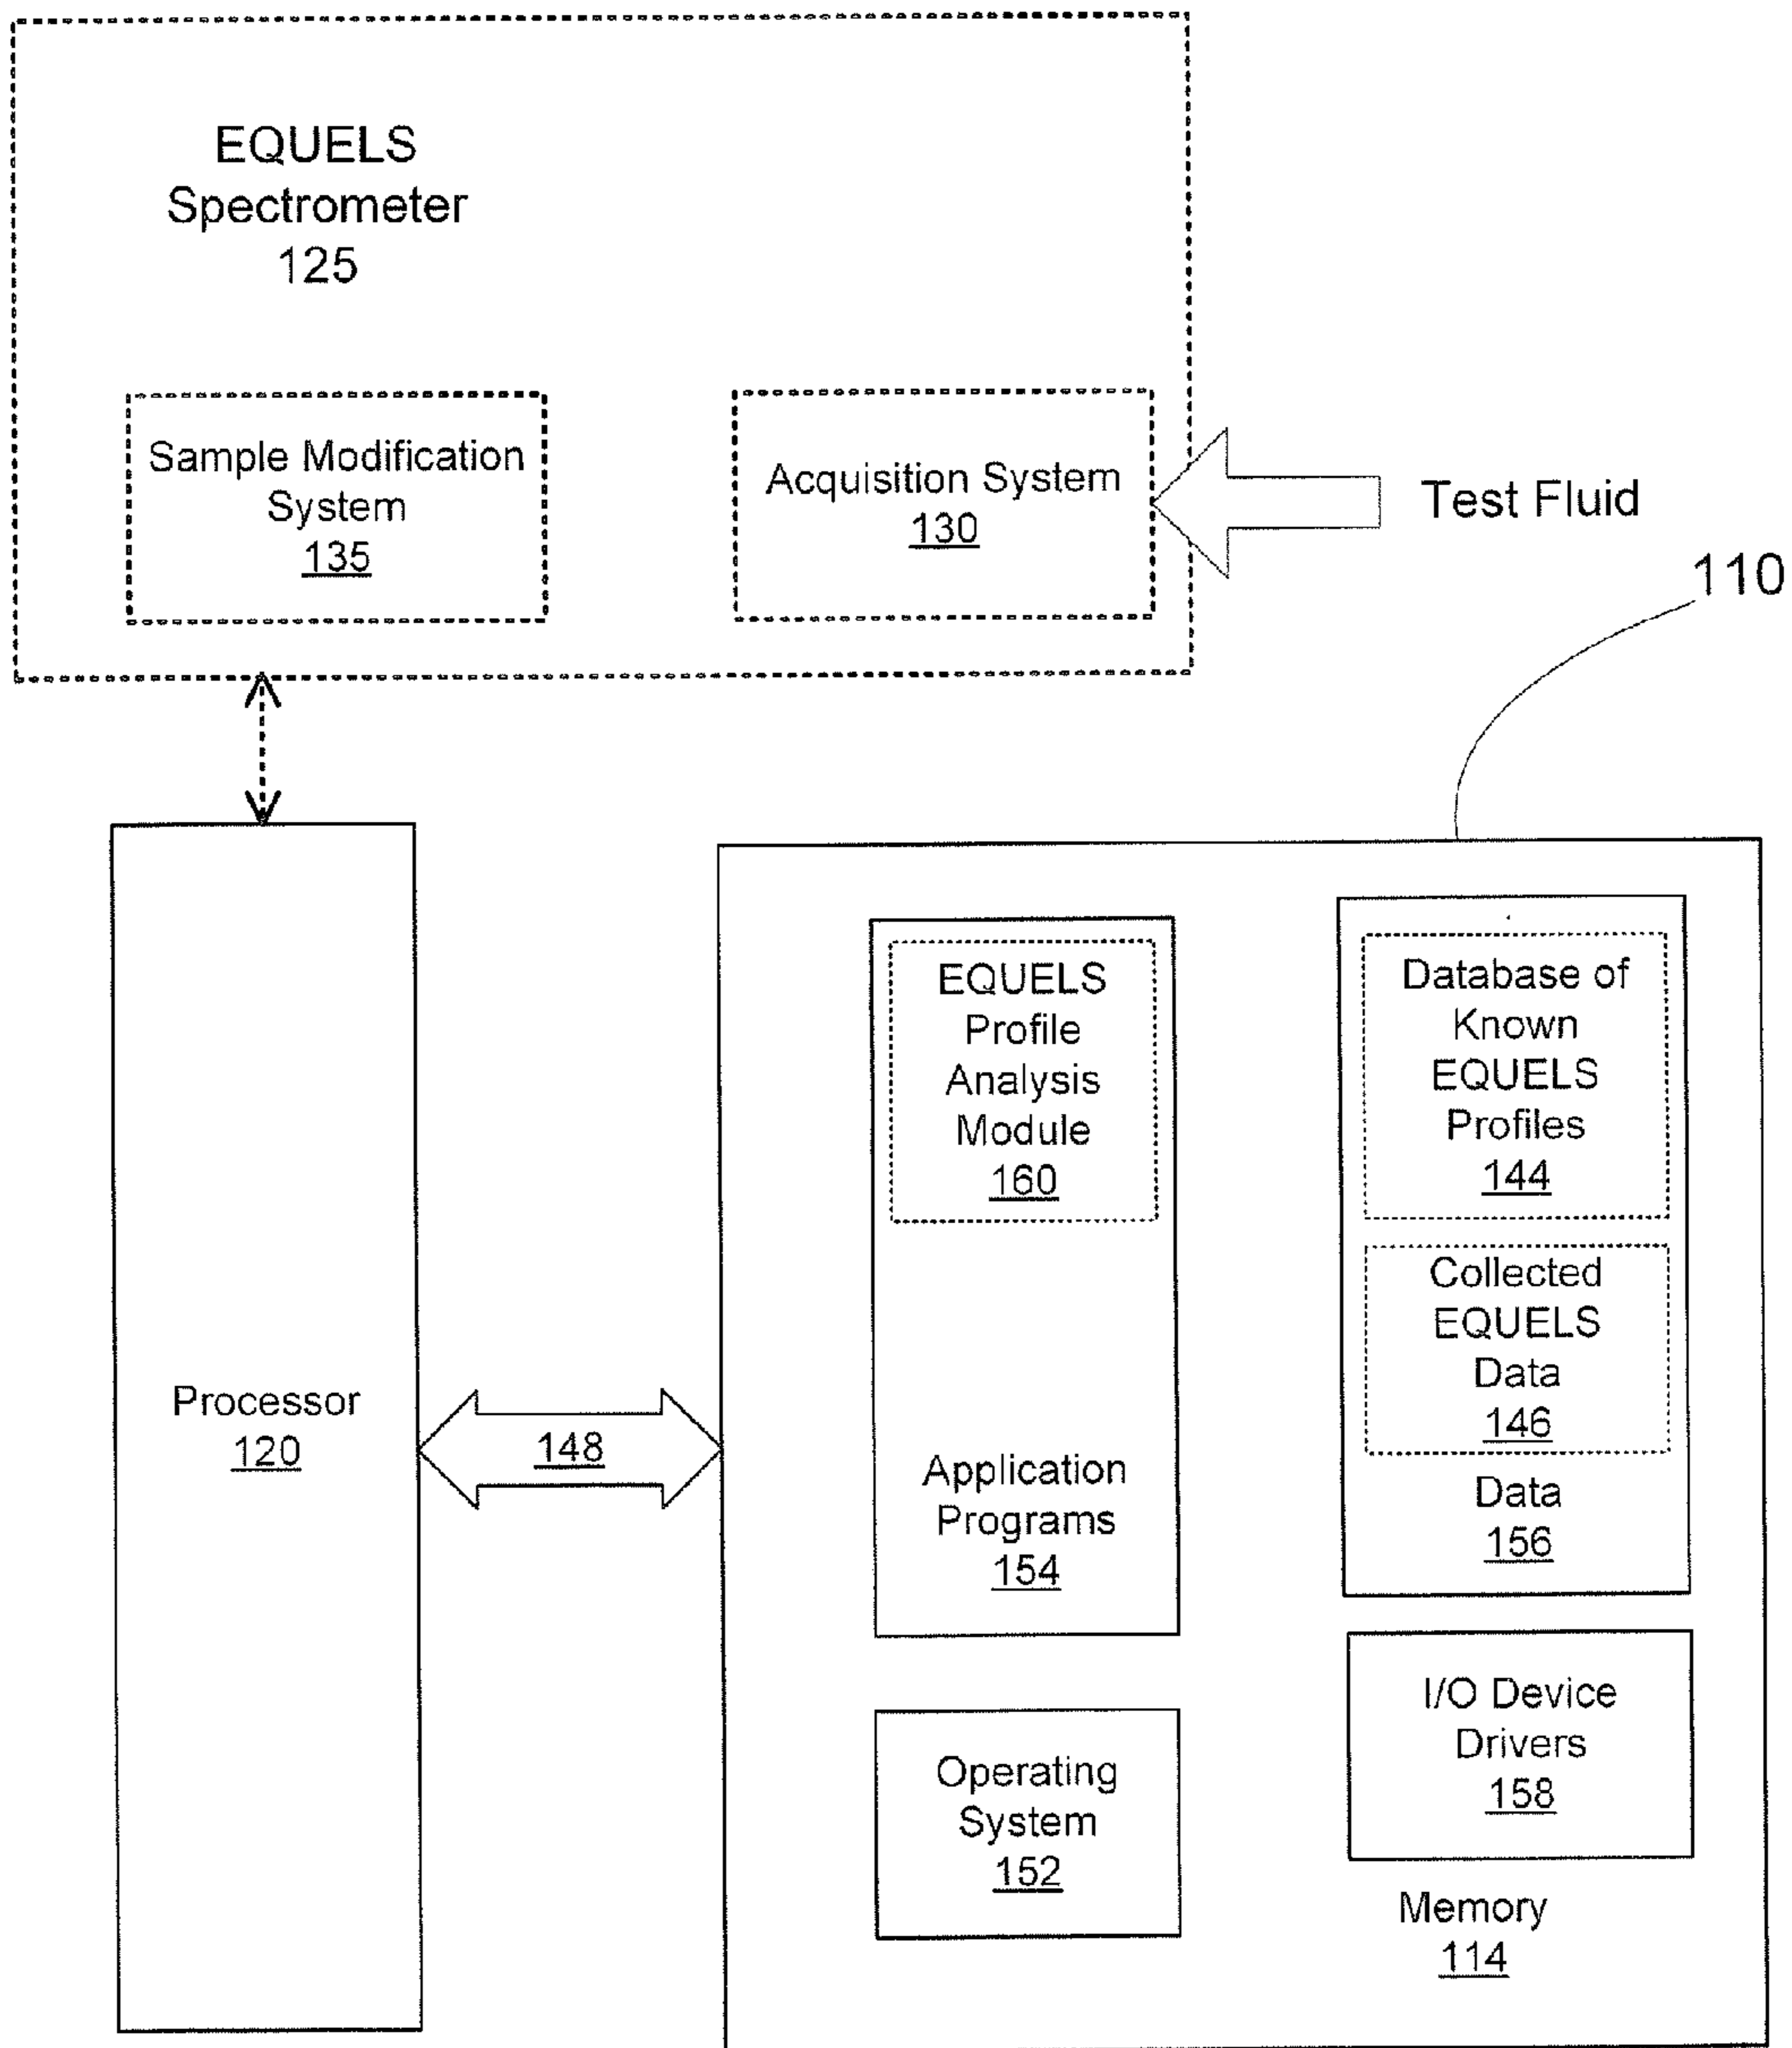 EQUELS
Spectrometer
125
Sample Modification
System
135
Acquisition System
130
Test Fluid
110
EQUELS
Profile
Analysis
Module
160
Application
Programs
154
Database of
Known
EQUELS
Profiles
144
Collected
EQUELS
Data
146
Data
156
Processor
120
148
Operating
System
152
I/O Device
Drivers
158
Memory
114